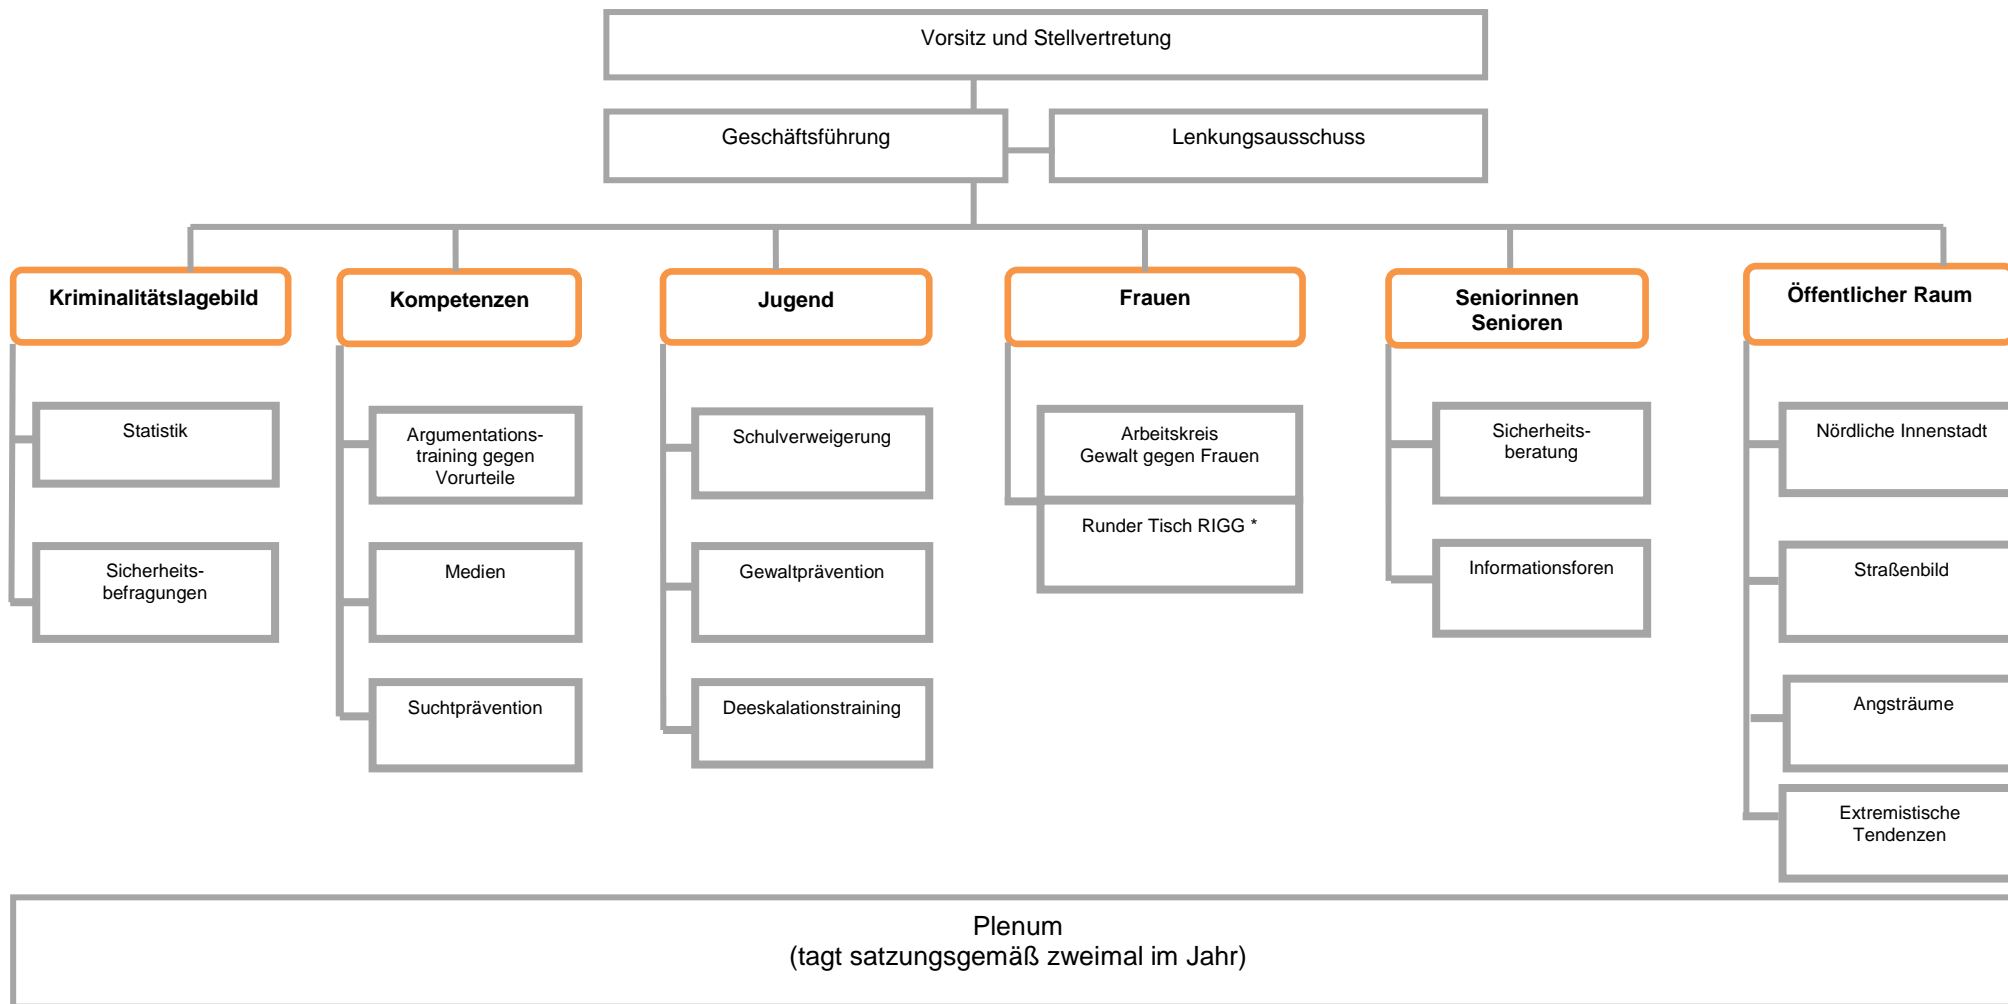 Vorsitz und Stellvertretung
Geschäftsführung
Lenkungsausschuss
Kriminalitätslagebild
Kompetenzen
Jugend
Frauen
Seniorinnen
Senioren
Öffentlicher Raum
Statistik
Sicherheits-
befragungen
Argumentations-
training gegen
Vorurteile
Medien
Suchtprävention
Schulverweigerung
Gewaltprävention
Deeskalationstraining
Arbeitskreis
Gewalt gegen Frauen
Runder Tisch RIGG *
Sicherheits-
beratung
Informationsforen
Nördliche Innenstadt
Straßenbild
Angsträume
Extremistische
Tendenzen
Plenum
(tagt satzungsgemäß zweimal im Jahr)